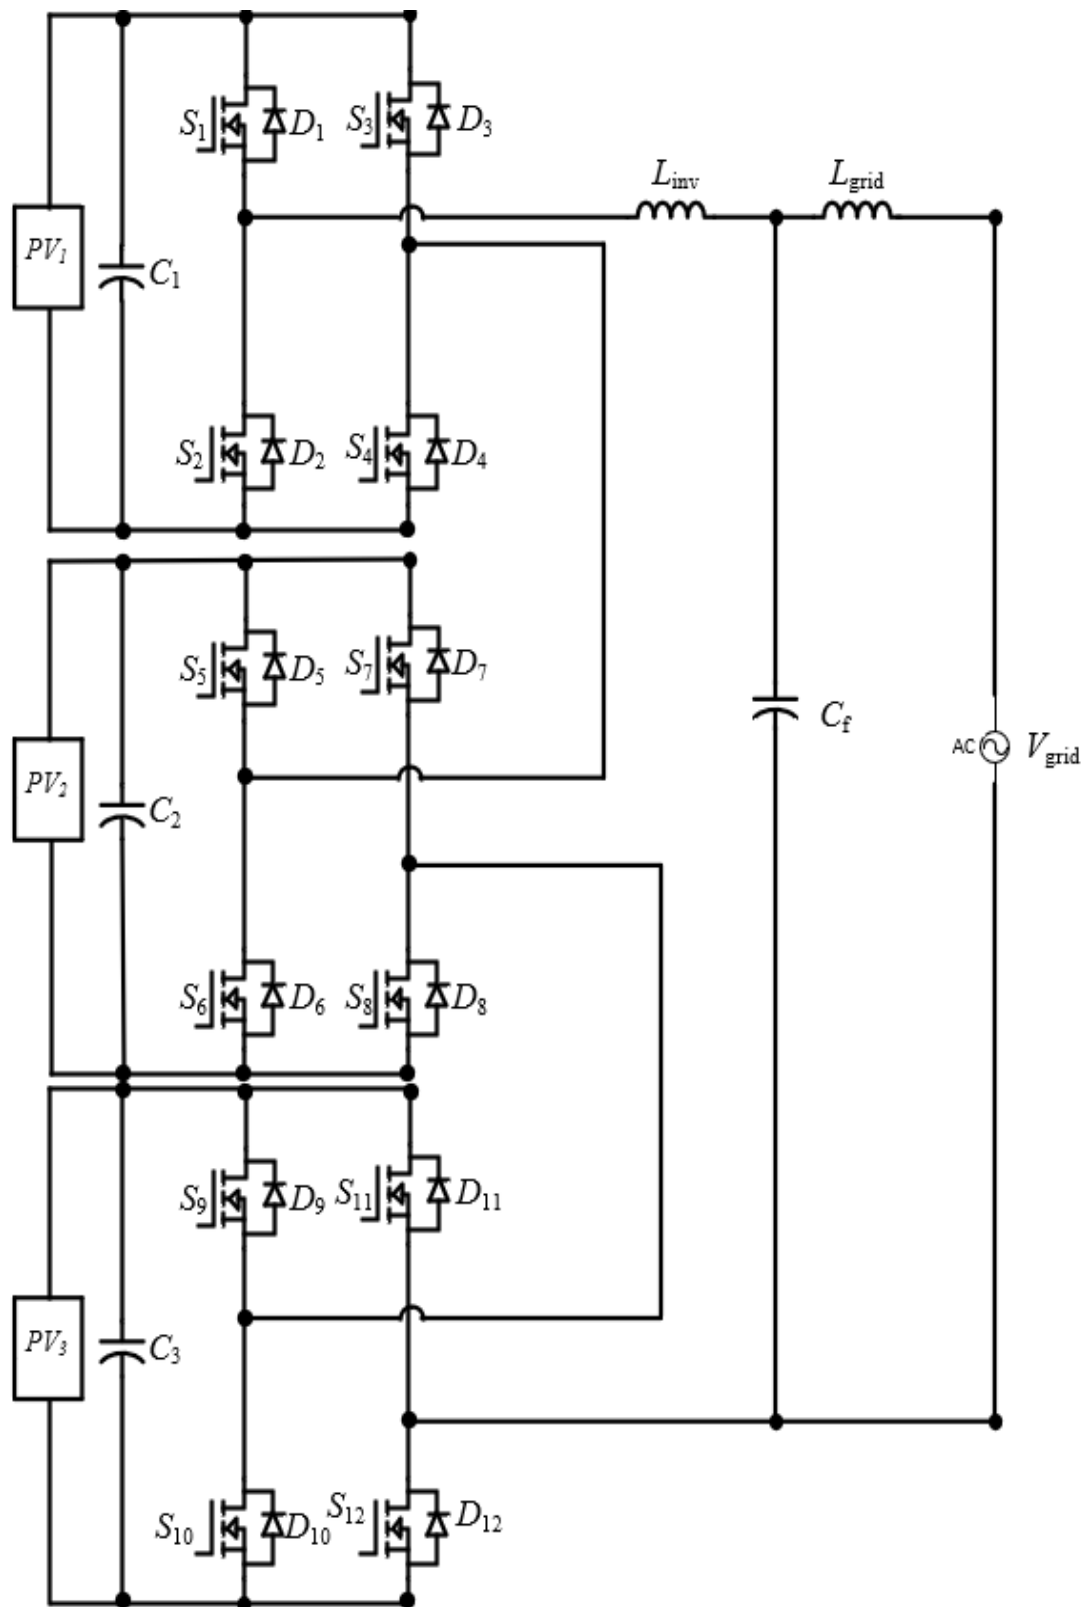 S1 D1 S3 D3
Linv Lgrid
PV1 C1
S2 D2 S4 D4
S5 D5 S7 D7
PV2 C2 Cf AC Vgrid
S6 D6 S8 D8
S9 D9 S11 D11
PV3 C3
S10 D10 S12 D12